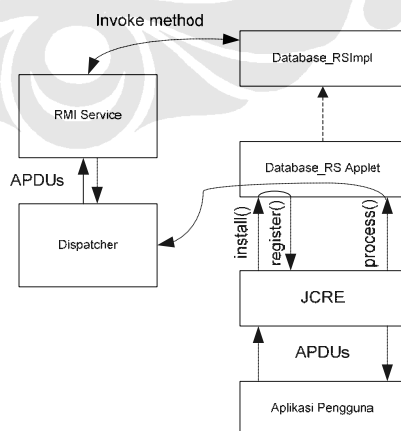 Invoke method
Database_RSImpl
RMI Service
Database_RS Applet
APDUs
Dispatcher
install()
register()
process()
JCRE
APDUs
Aplikasi Pengguna